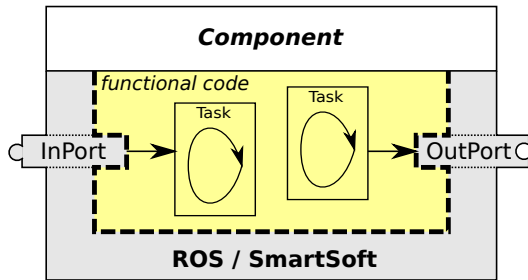 Component
functional code
Task
Task
InPort
OutPort
ROS / SmartSoft